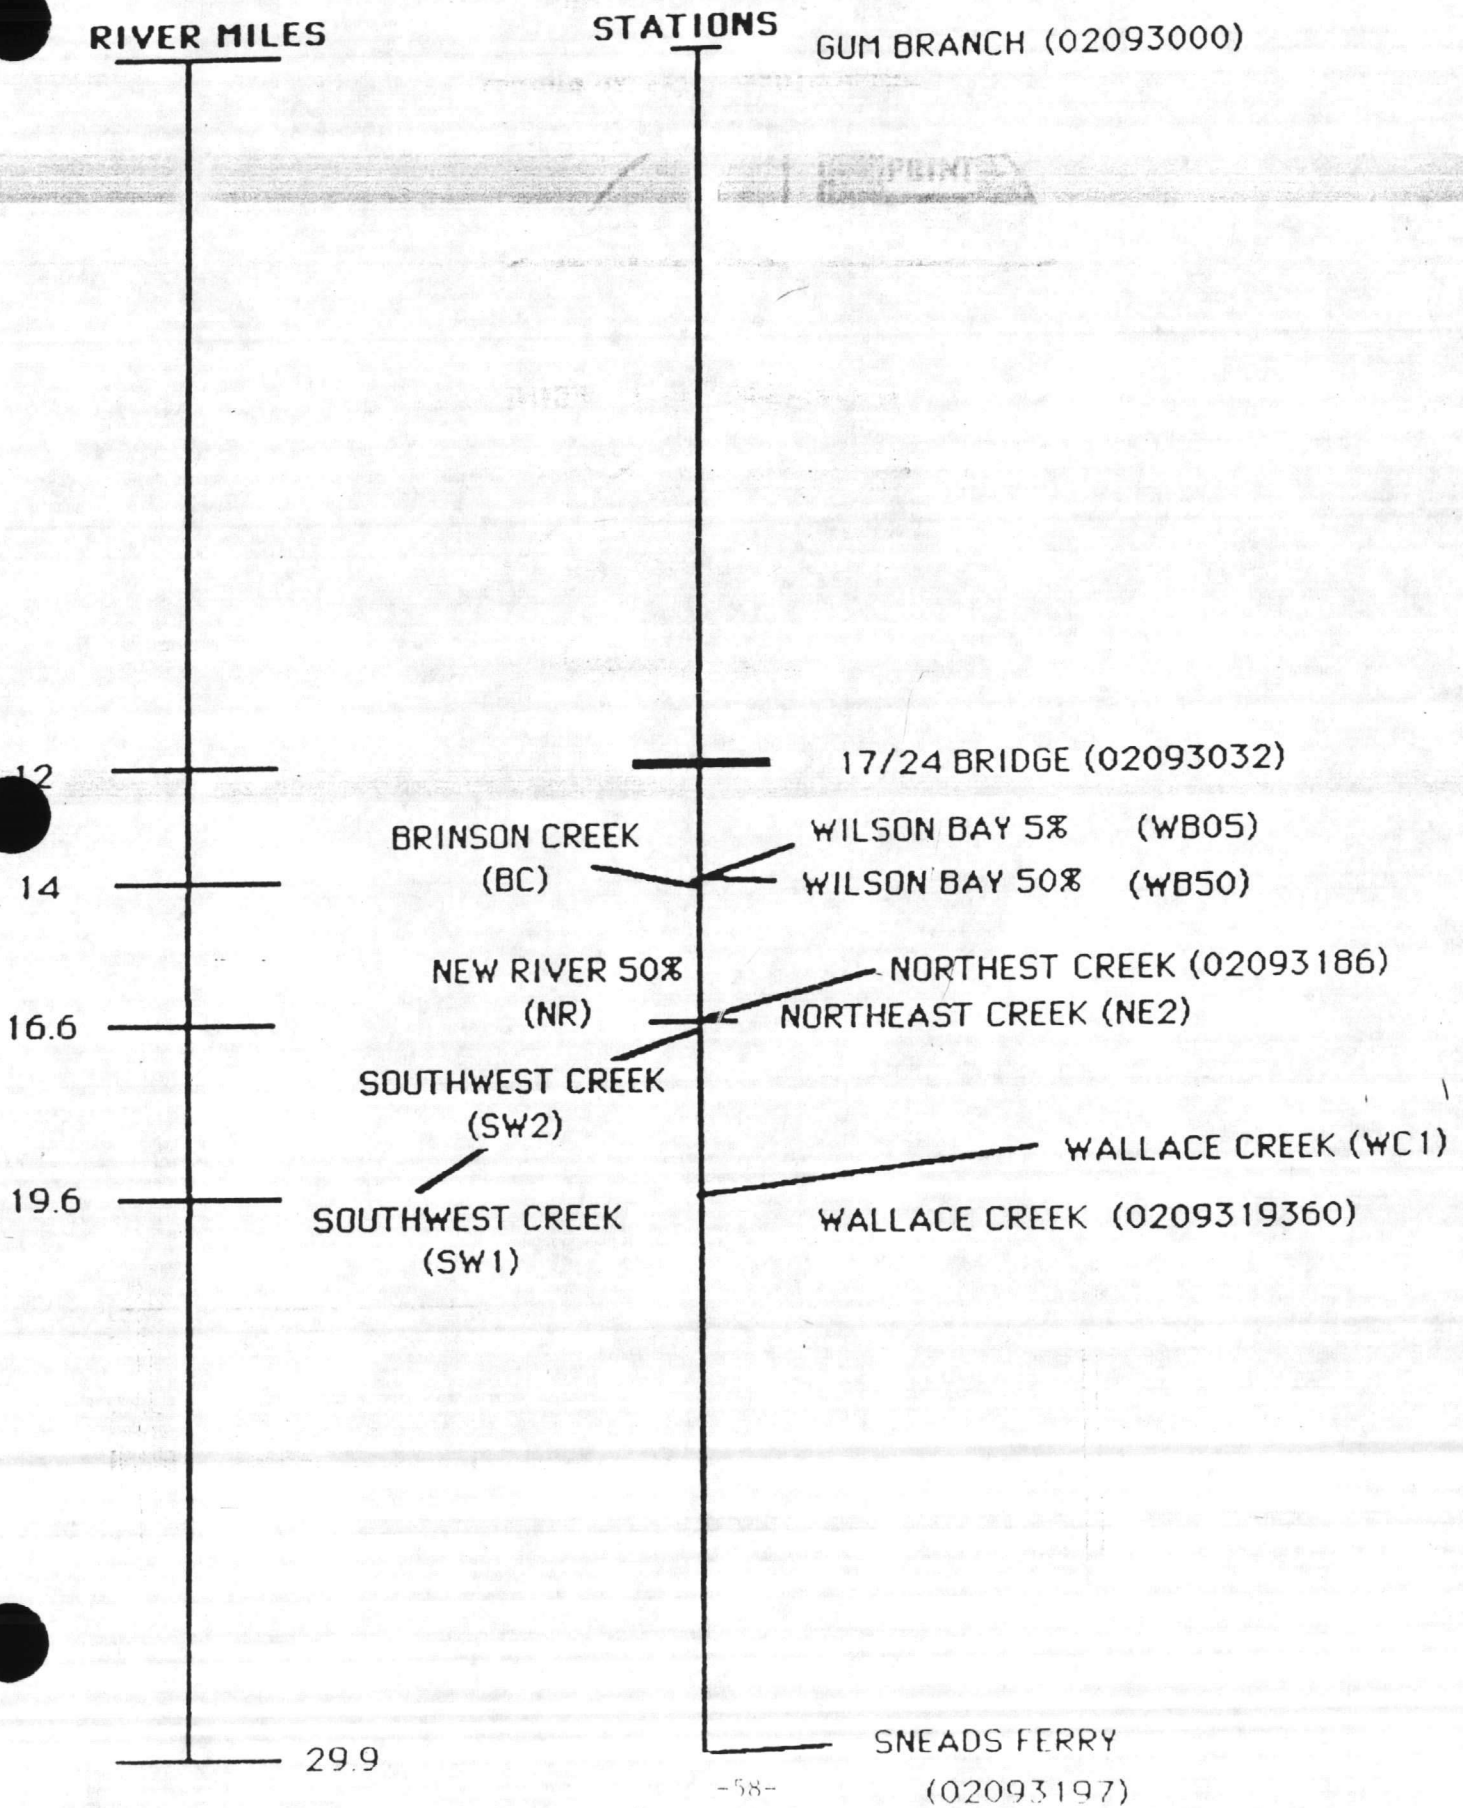 RIVER MILES
STATIONS
GUM BRANCH (02093000)
12
17/24 BRIDGE (02093032)
BRINSON CREEK
(BC)
WILSON BAY 5% (WB05)
14
WILSON BAY 50% (WB50)
NEW RIVER 50%
(NR)
NORTHEST CREEK (02093186)
NORTHEAST CREEK (NE2)
16.6
SOUTHWEST CREEK
(SW2)
WALLACE CREEK (WC1)
19.6
SOUTHWEST CREEK
(SW1)
WALLACE CREEK (0209319360)
29.9
SNEADS FERRY
(02093197)
-58-